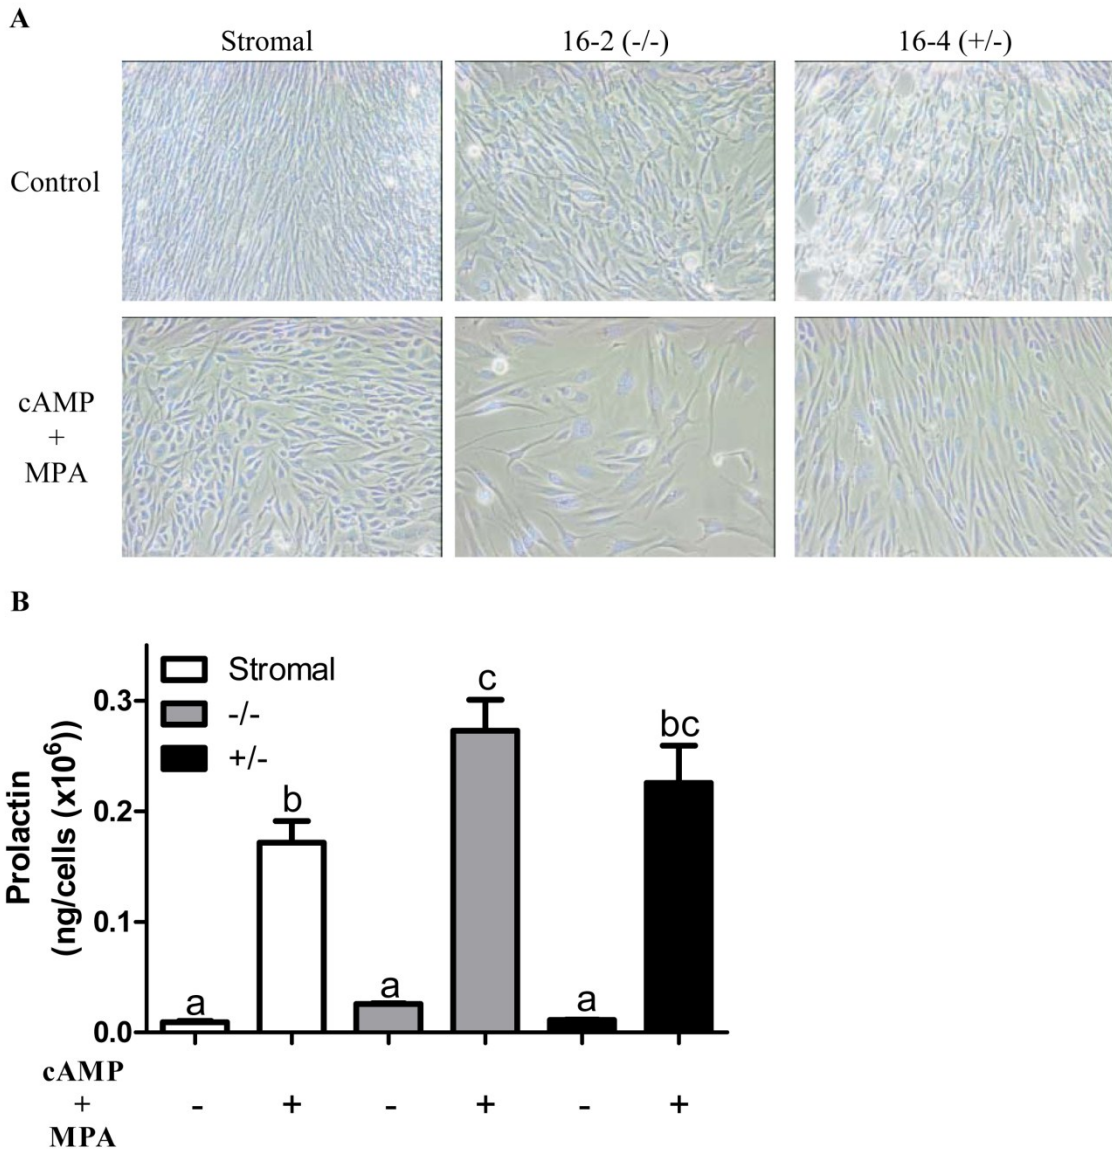 A
Stromal 16-2 (-/-) 16-4 (+/-)
Control
cAMP
+
MPA
B
Stromal
-/-
+/-
Prolactin
(ng/cells (x10⁶))
0.3
0.2
0.1
0.0
a b a c a bc
cAMP
+
MPA
- + - + - +